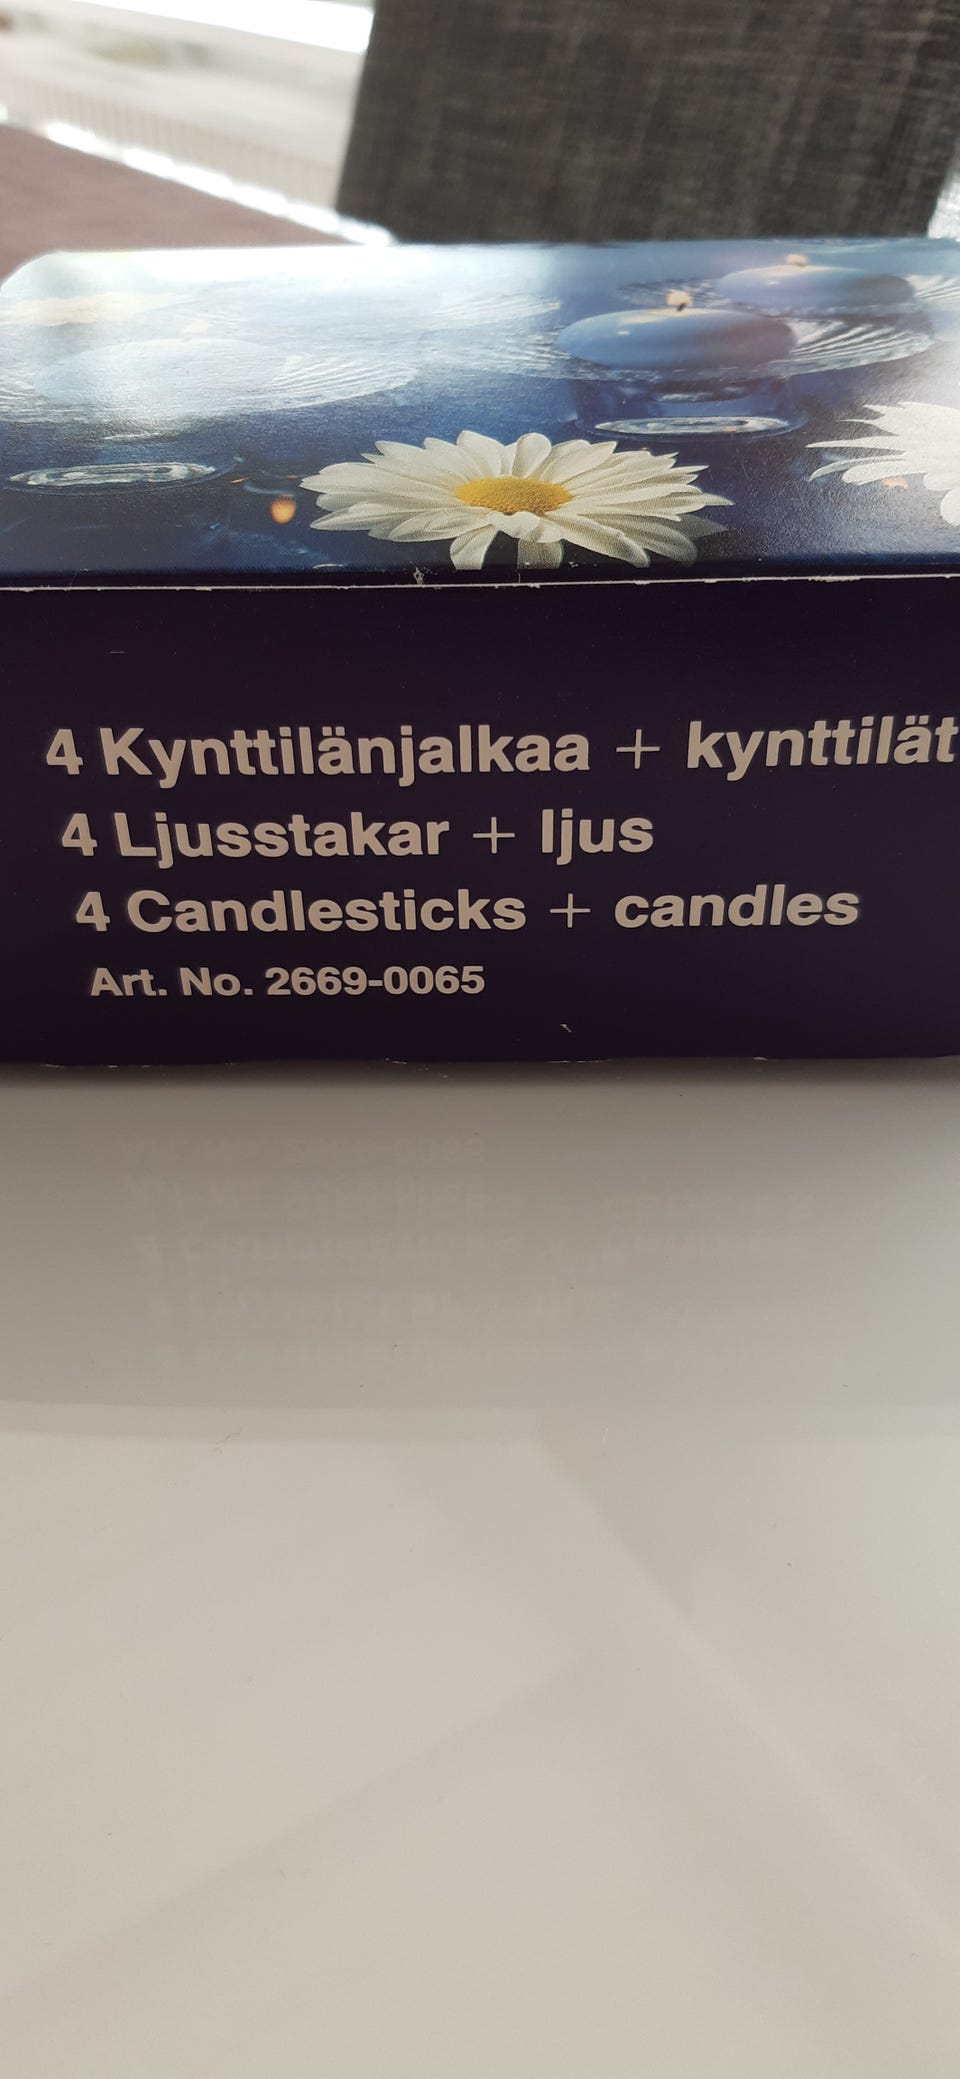 4 Kynttilänjalkaa + kynttilät
4 Ljusstakar + ljus
4 Candlesticks + candles
Art. No. 2669-0065